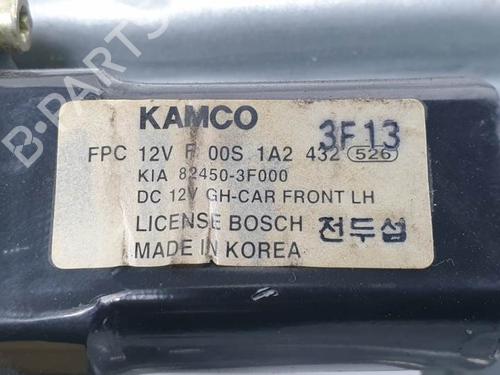 B-PARTS
KAMCO 3F13
FPC 12V F 00S 1A2 432 526
KIA 82450-3F000
DC 12V GH-CAR FRONT LH
LICENSE BOSCH 전두섭
MADE IN KOREA